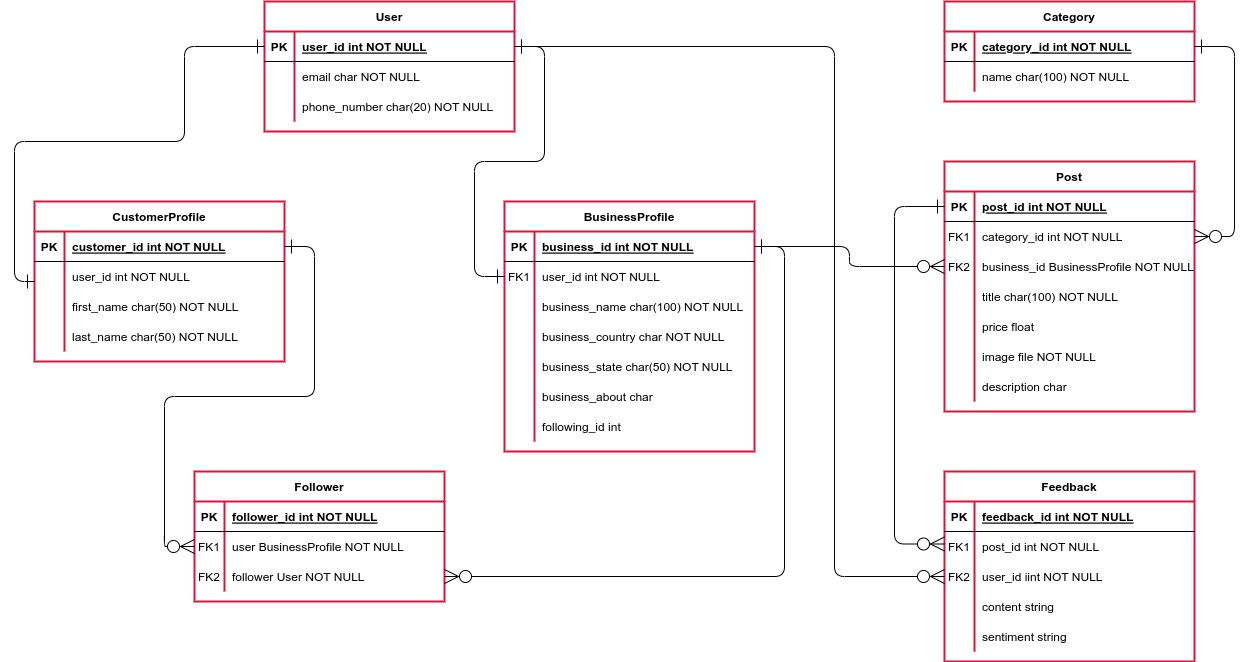 User
PK user_id int NOT NULL
email char NOT NULL
phone_number char(20) NOT NULL
Category
PK category_id int NOT NULL
name char(100) NOT NULL
CustomerProfile
PK customer_id int NOT NULL
user_id int NOT NULL
first_name char(50) NOT NULL
last_name char(50) NOT NULL
BusinessProfile
PK business_id int NOT NULL
FK1 user_id int NOT NULL
business_name char(100) NOT NULL
business_country char NOT NULL
business_state char(50) NOT NULL
business_about char
following_id int
Post
PK post_id int NOT NULL
FK1 category_id int NOT NULL
FK2 business_id BusinessProfile NOT NULL
title char(100) NOT NULL
price float
image file NOT NULL
description char
Follower
PK follower_id int NOT NULL
FK1 user BusinessProfile NOT NULL
FK2 follower User NOT NULL
Feedback
PK feedback_id int NOT NULL
FK1 post_id int NOT NULL
FK2 user_id iint NOT NULL
content string
sentiment string